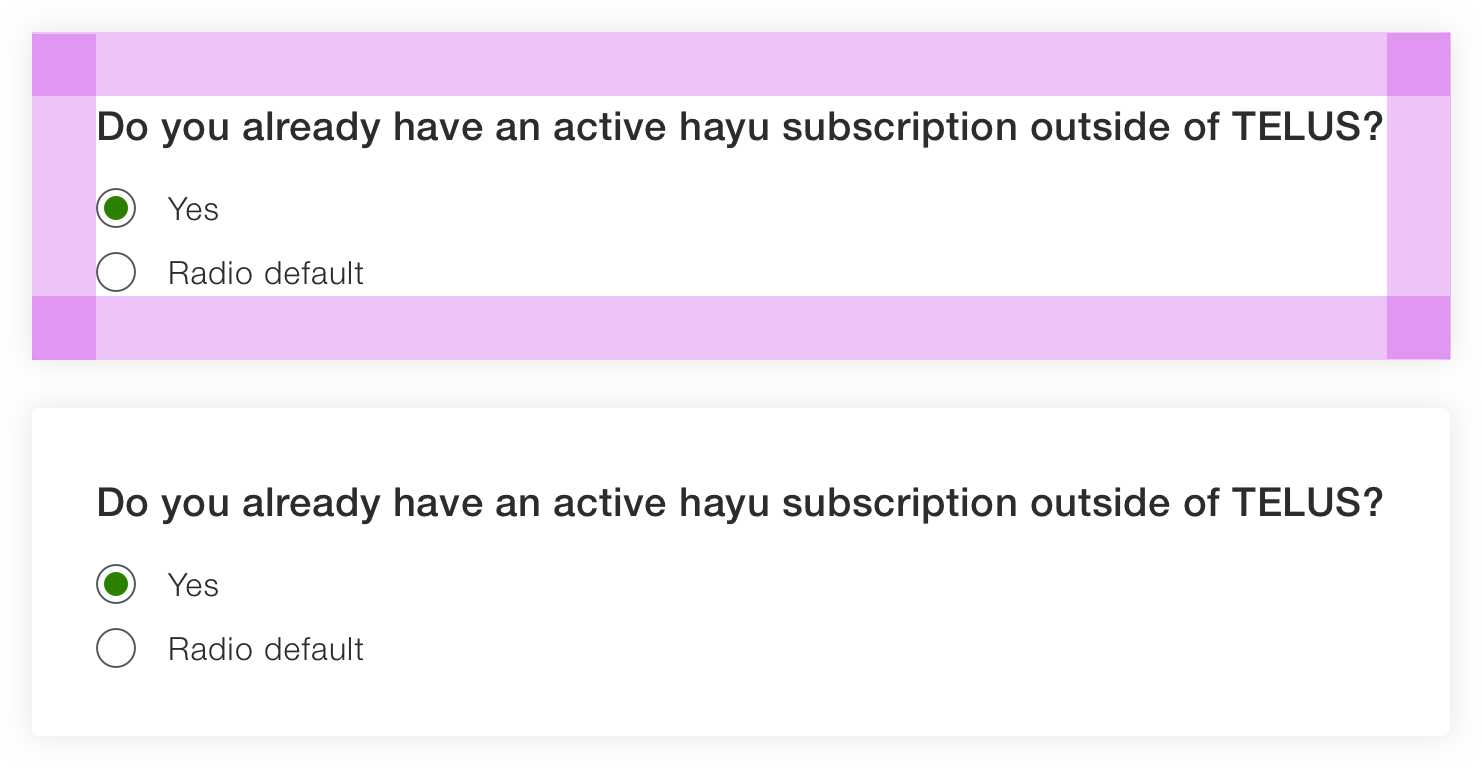 Do you already have an active hayu subscription outside of TELUS?
Yes
Radio default
Do you already have an active hayu subscription outside of TELUS?
Yes
Radio default